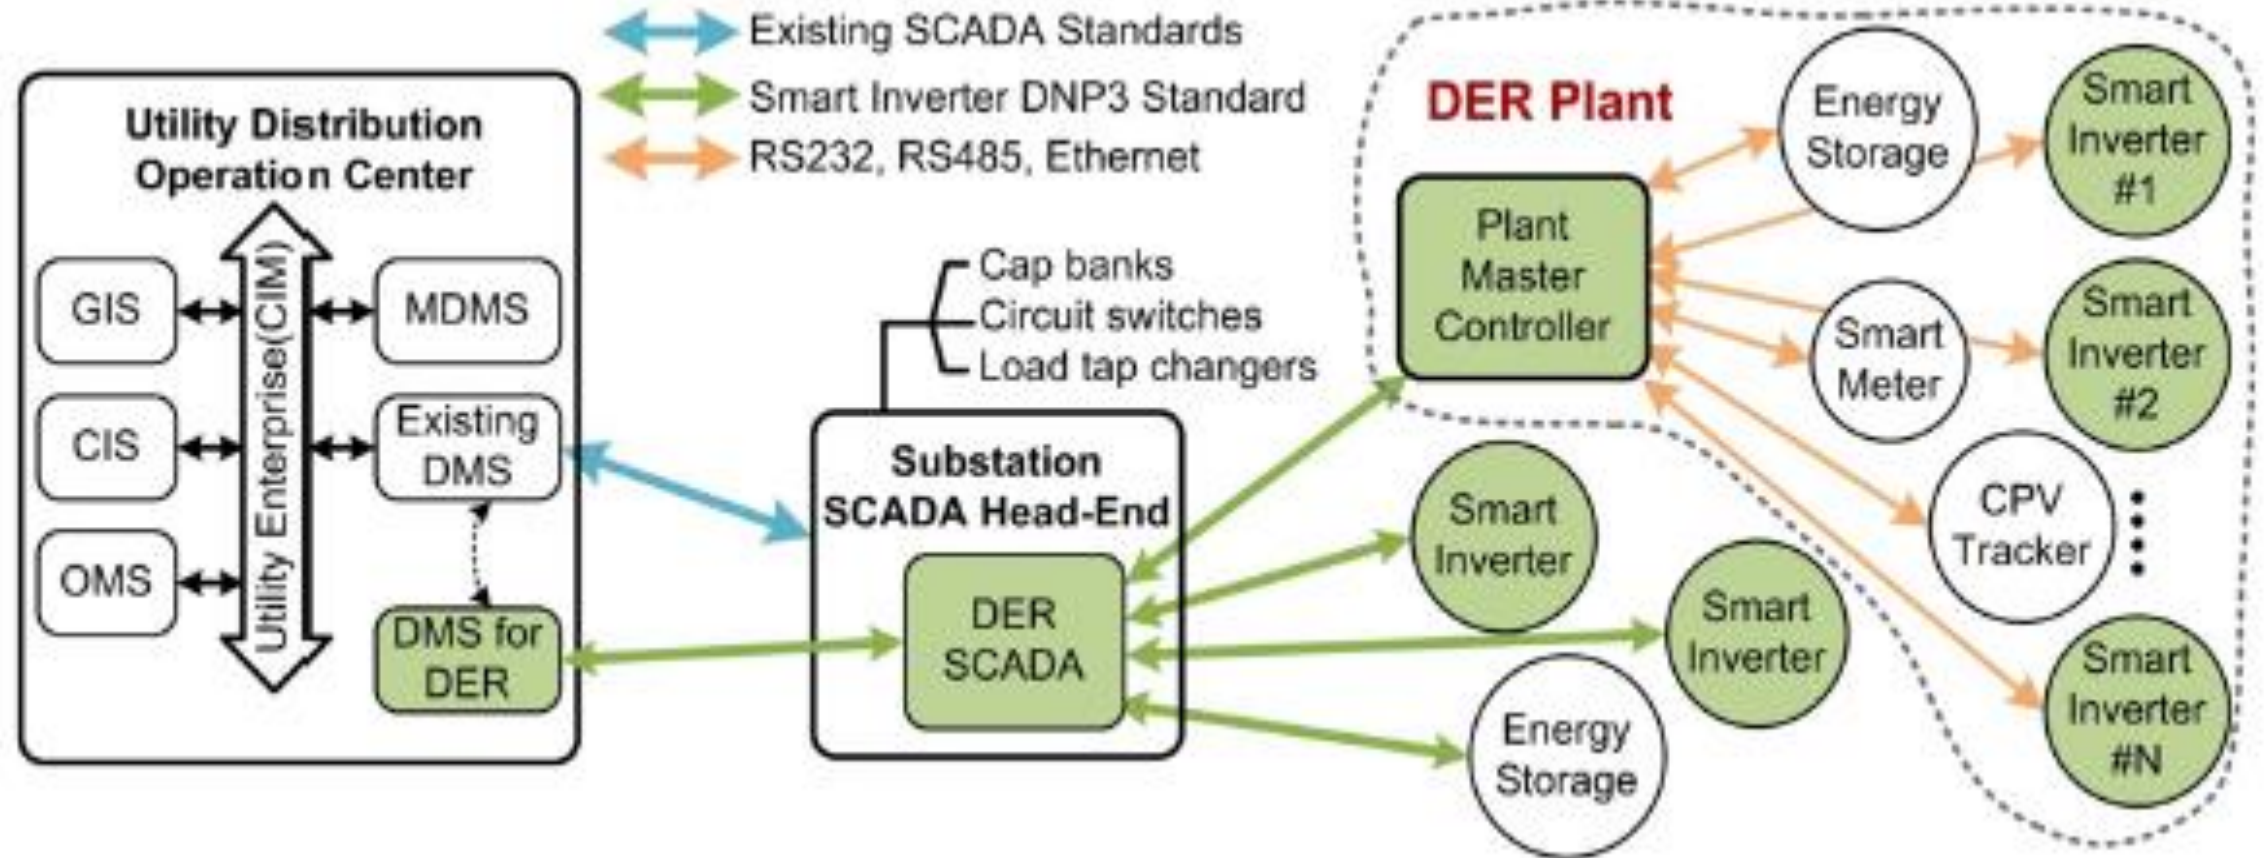 Existing SCADA Standards
Smart Inverter DNP3 Standard
RS232, RS485, Ethernet
Utility Distribution
Operation Center
GIS
CIS
OMS
Utility Enterprise(CIM)
MDMS
Existing
DMS
DMS for
DER
Cap banks
Circuit switches
Load tap changers
Substation
SCADA Head-End
DER
SCADA
DER Plant
Plant
Master
Controller
Energy
Storage
Smart
Inverter
#1
Smart
Meter
Smart
Inverter
#2
CPV
Tracker
Smart
Inverter
#N
Smart
Inverter
Smart
Inverter
Energy
Storage